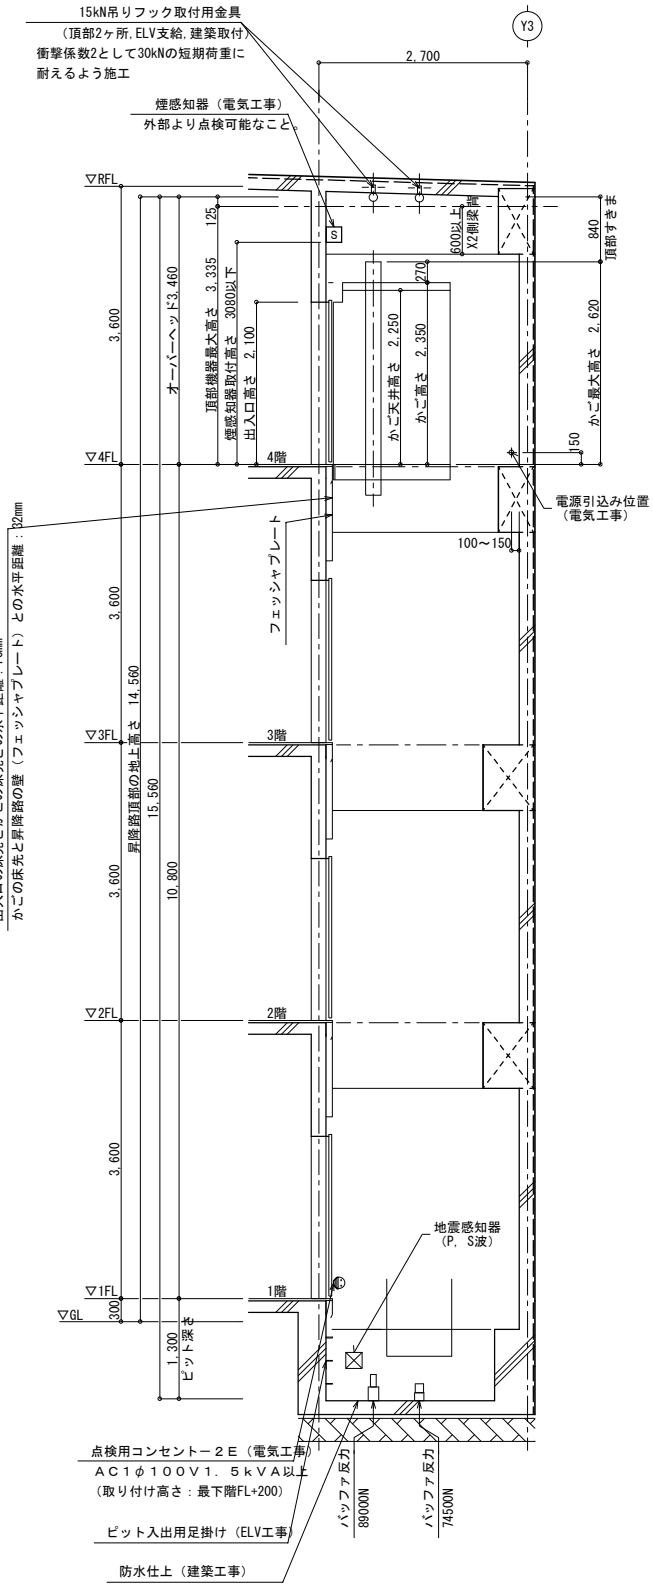 15kN吊りフック取付用金具
(頂部2ヶ所,ELV支給,建築取付)
衝撃係数2として30kNの短期荷重に
耐えるよう施工
Y3
2,700
煙感知器（電気工事）
外部より点検可能なこと。
▽RFL
S
125
頂部機器最大高さ 3,335
煙感知器取付高さ 3080以下
オーバーヘッド3,460
出入口高さ 2,100
3,600
600以上
X2側梁背
270
かご天井高さ 2,250
かご高さ 2,350
840
頂部すきま
かご最大高さ 2,620
150
▽4FL
4階
電源引込み位置
（電気工事）
100～150
フェッシャプレート
かごの床先と昇降路の壁（フェッシャプレート）との水平距離：32mm
3,600
昇降路頂部の地上高さ 14,560
15,560
10,800
▽3FL
3階
3,600
▽2FL
2階
3,600
地震感知器
(P, S波)
▽1FL
1階
▽GL
300
1,300
ピット深さ
点検用コンセントー２Ｅ（電気工事）
ＡＣ１φ１００Ｖ１．５ｋＶＡ以上
（取り付け高さ：最下階FL+200）
バッファ反力
89000N
バッファ反力
74500N
ピット入出用足掛け（ELV工事）
防水仕上（建築工事）